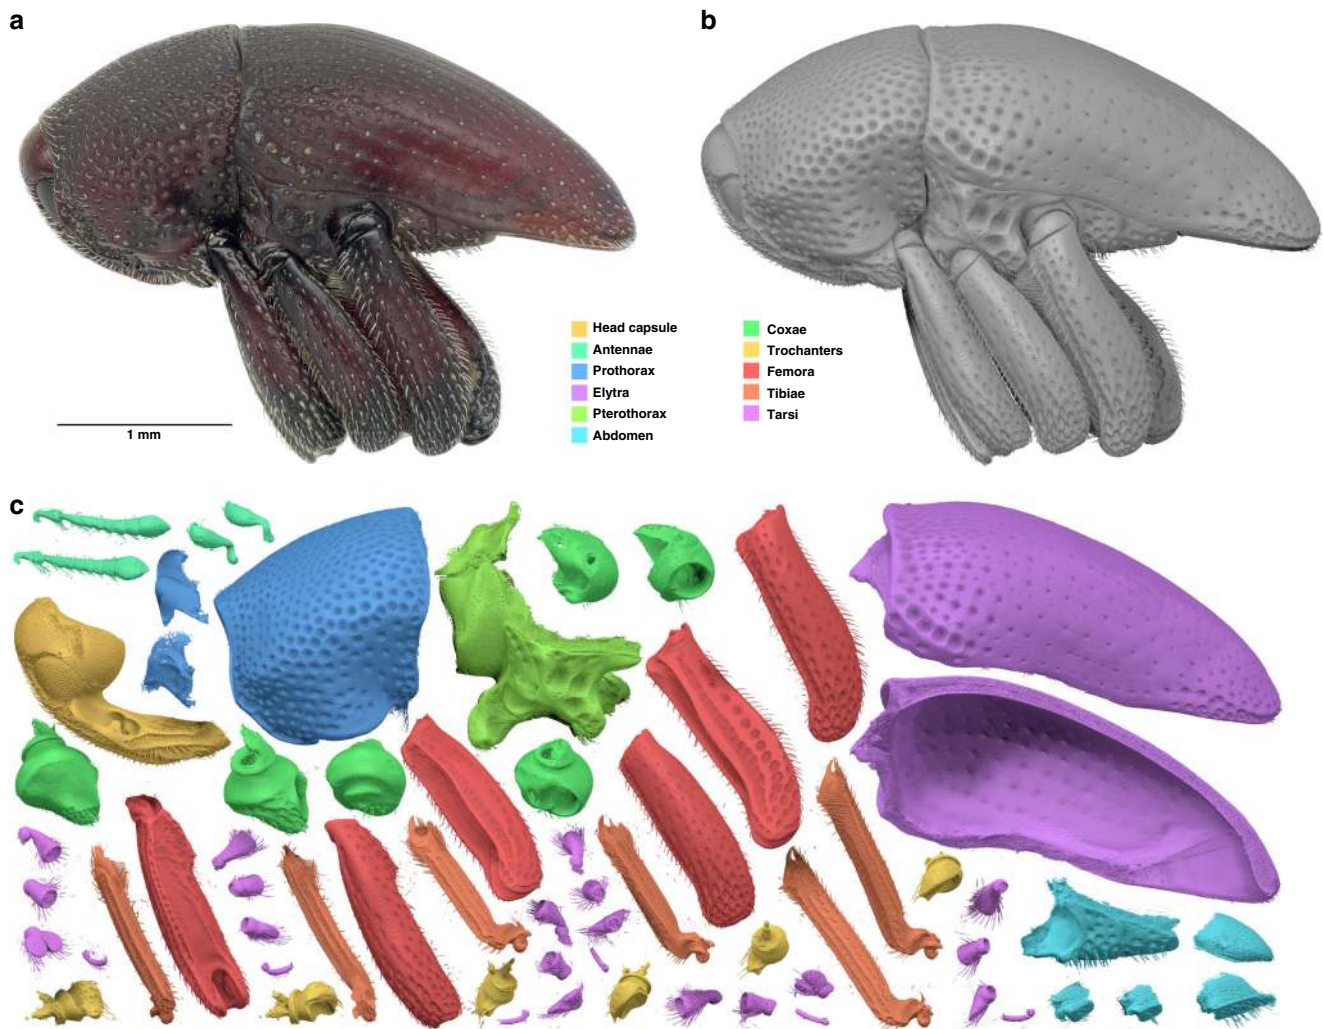 a
b
Head capsule
Antennae
Prothorax
Elytra
Pterothorax
Abdomen
Coxae
Trochanters
Femora
Tibiae
Tarsi
1 mm
c